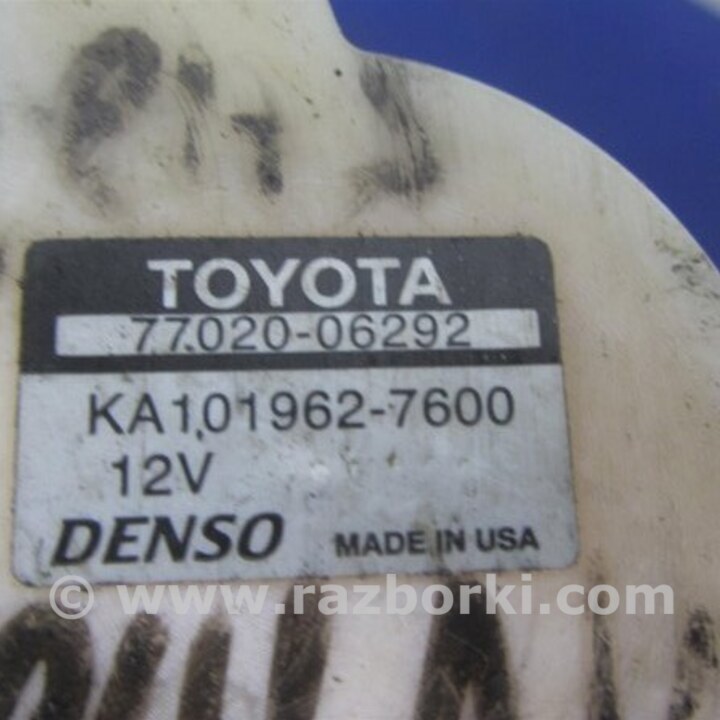 TOYOTA
77020-06292
KA101962-7600
12V
DENSO MADE IN USA
© www.razborki.com